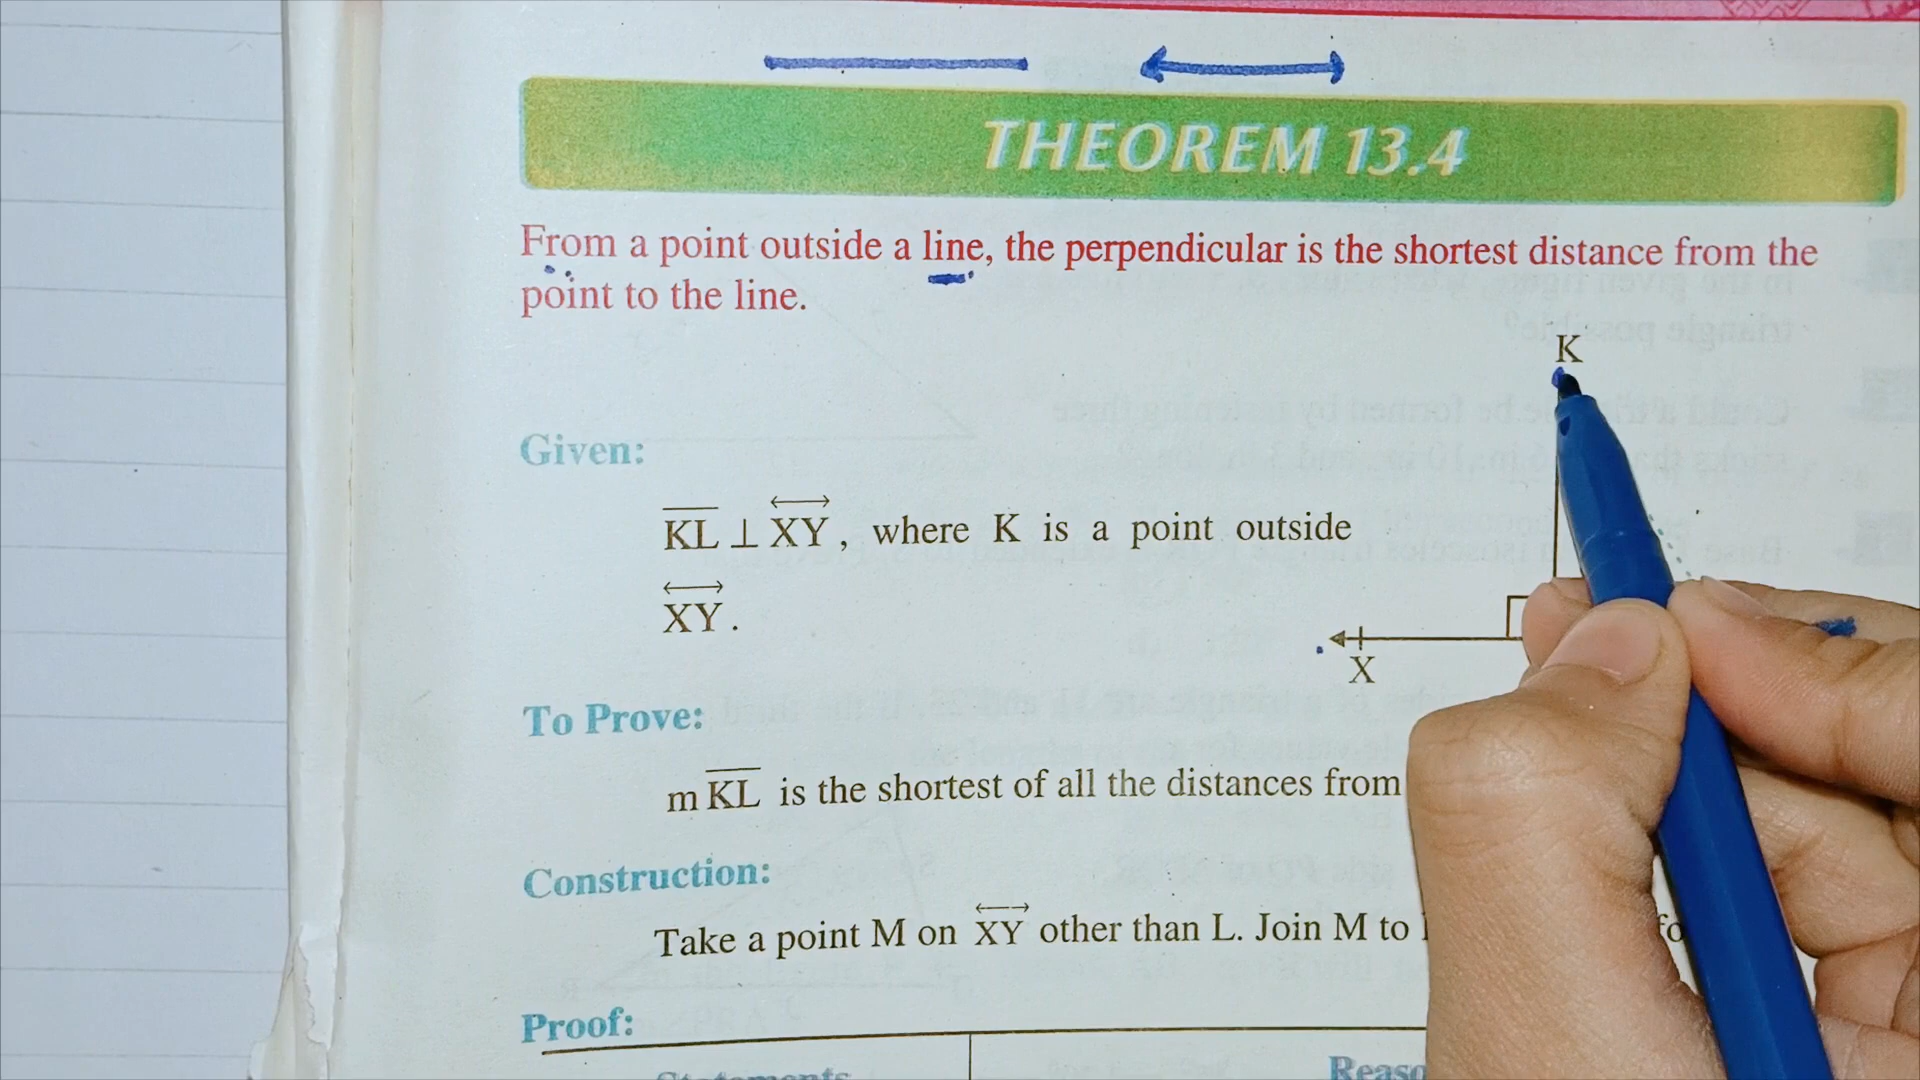 THEOREM 13.4
From a point outside a line, the perpendicular is the shortest distance from the
point to the line.
K
Given:
KL ⊥ XY, where K is a point outside
XY.
X
To Prove:
m KL is the shortest of all the distances from
Construction:
Take a point M on XY other than L. Join M to
Proof:
Statements